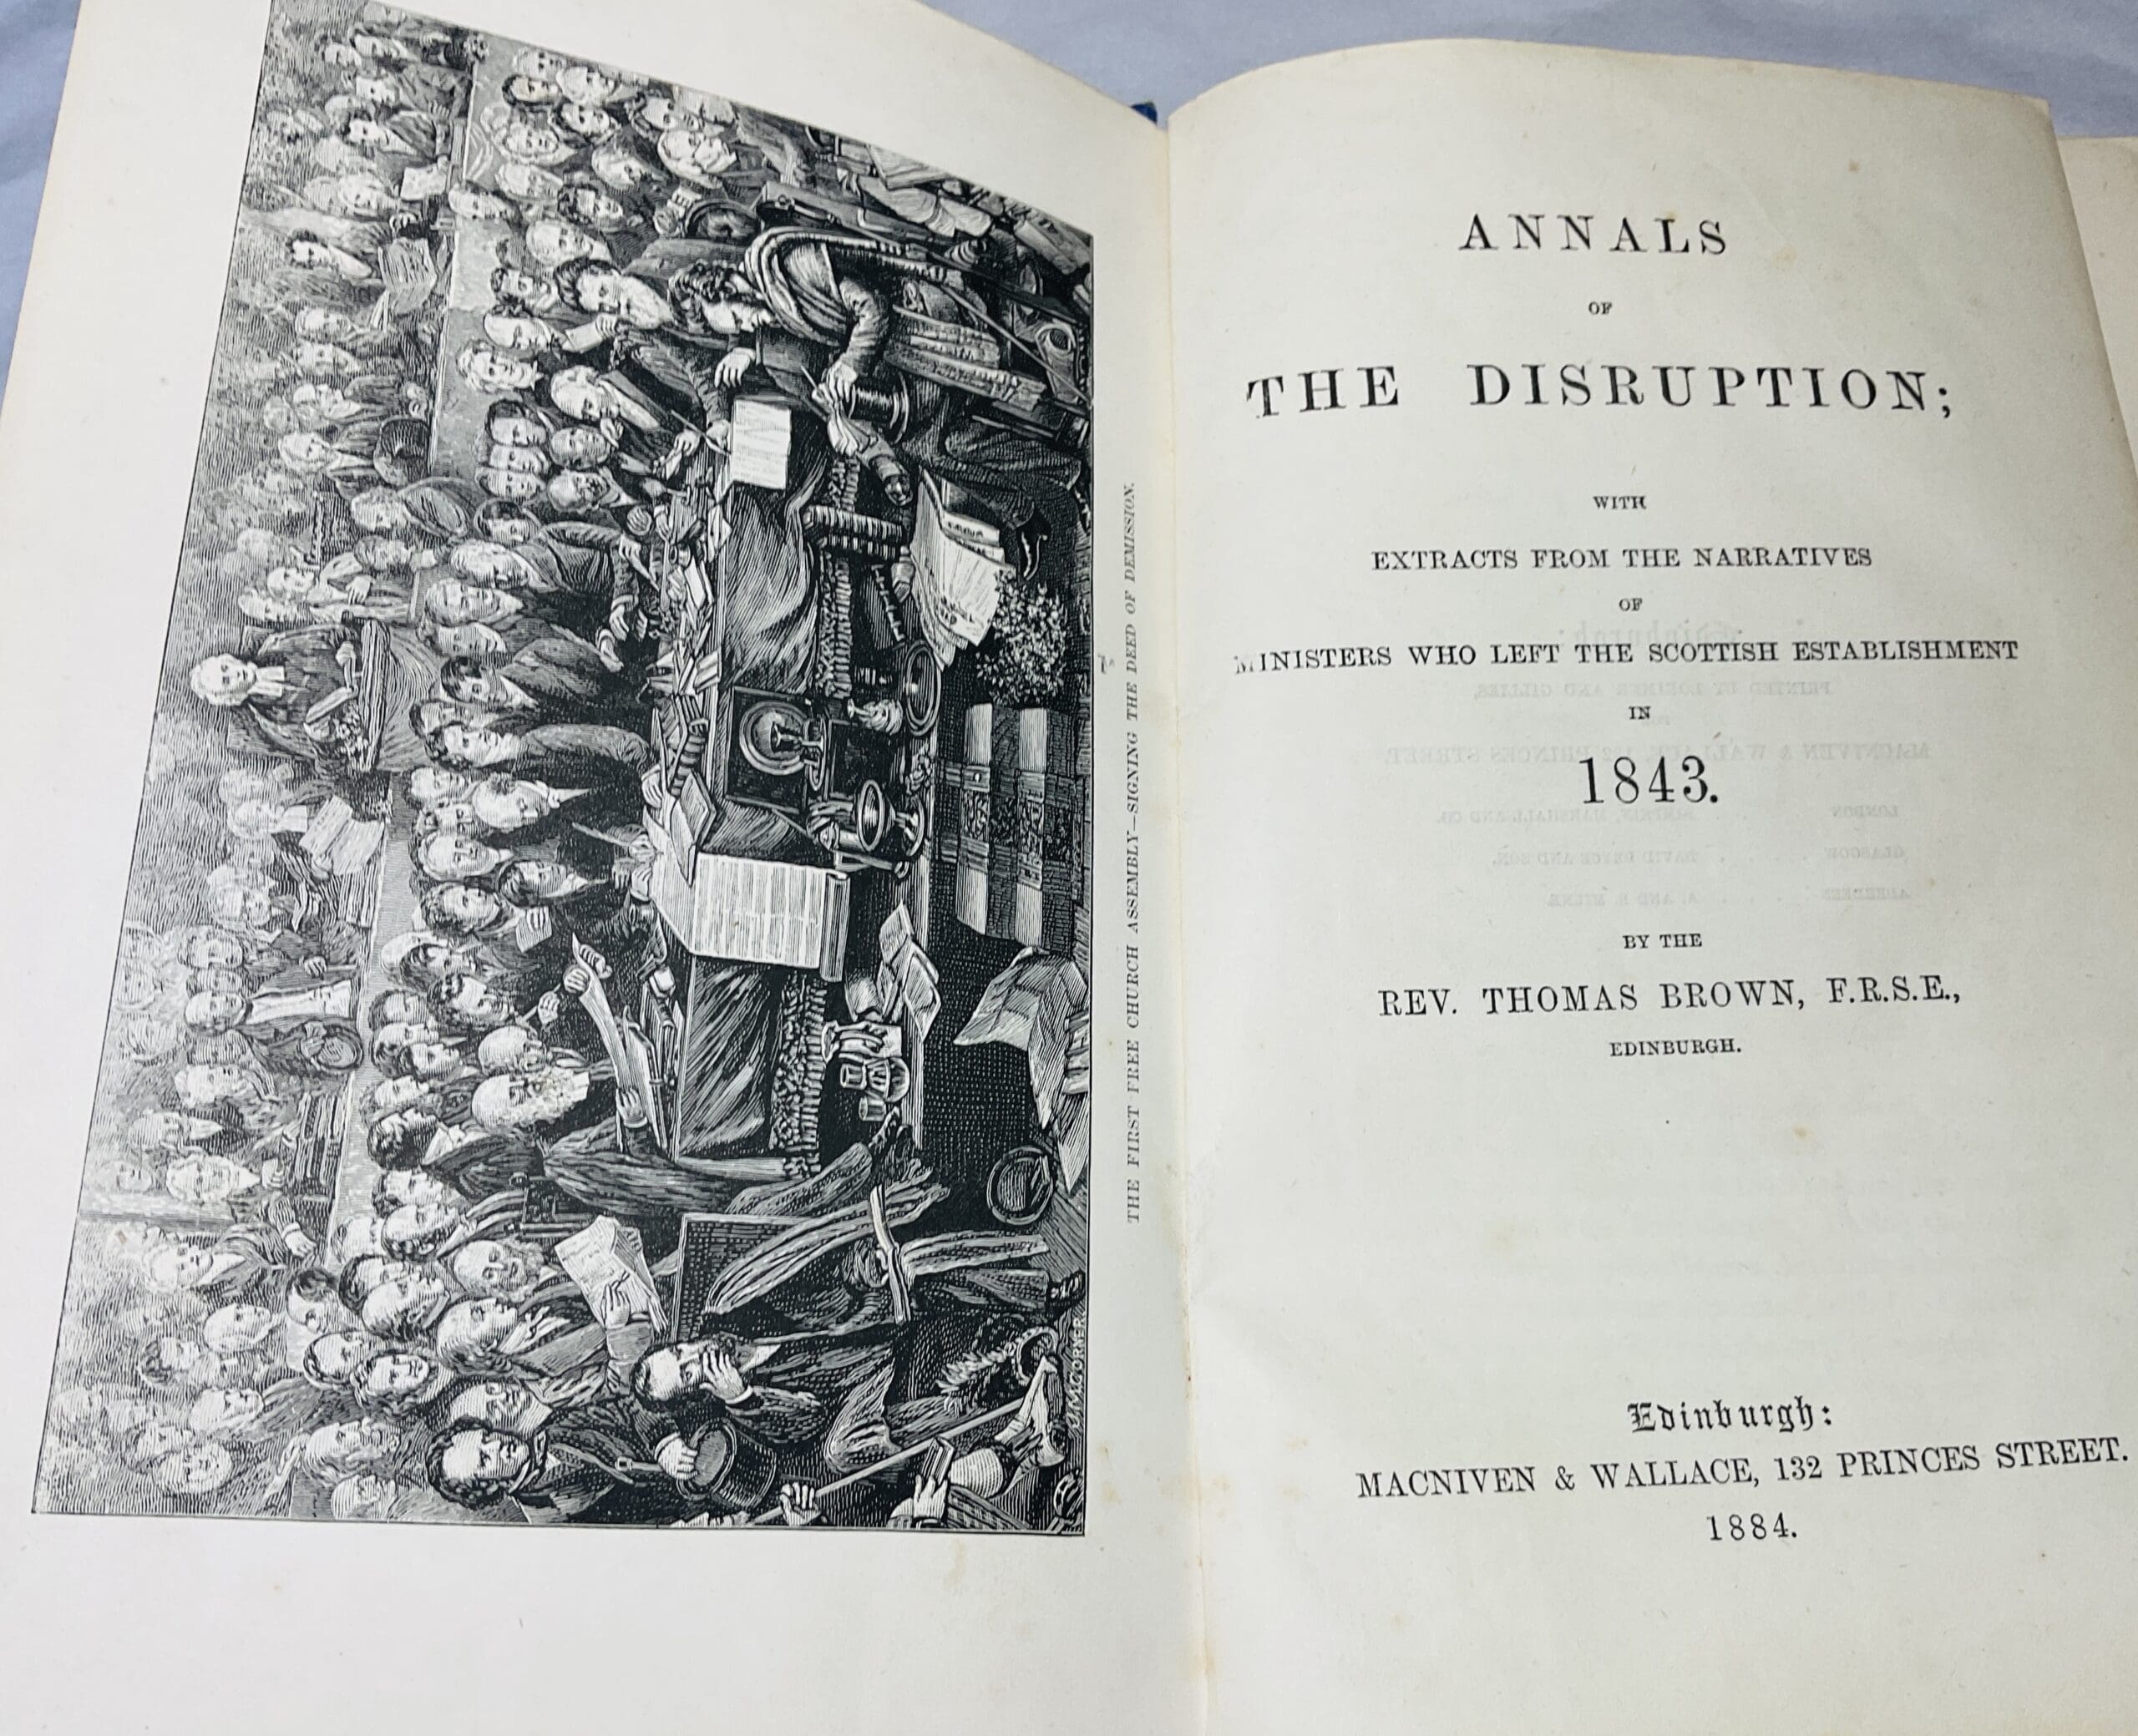 THE FIRST FREE CHURCH ASSEMBLY—SIGNING THE DEED OF DEMISSION.
ANNALS
OF
THE DISRUPTION;
WITH
EXTRACTS FROM THE NARRATIVES
OF
MINISTERS WHO LEFT THE SCOTTISH ESTABLISHMENT
IN
1843.
BY THE
REV. THOMAS BROWN, F.R.S.E.,
EDINBURGH.
Edinburgh:
MACNIVEN & WALLACE, 132 PRINCES STREET.
1884.